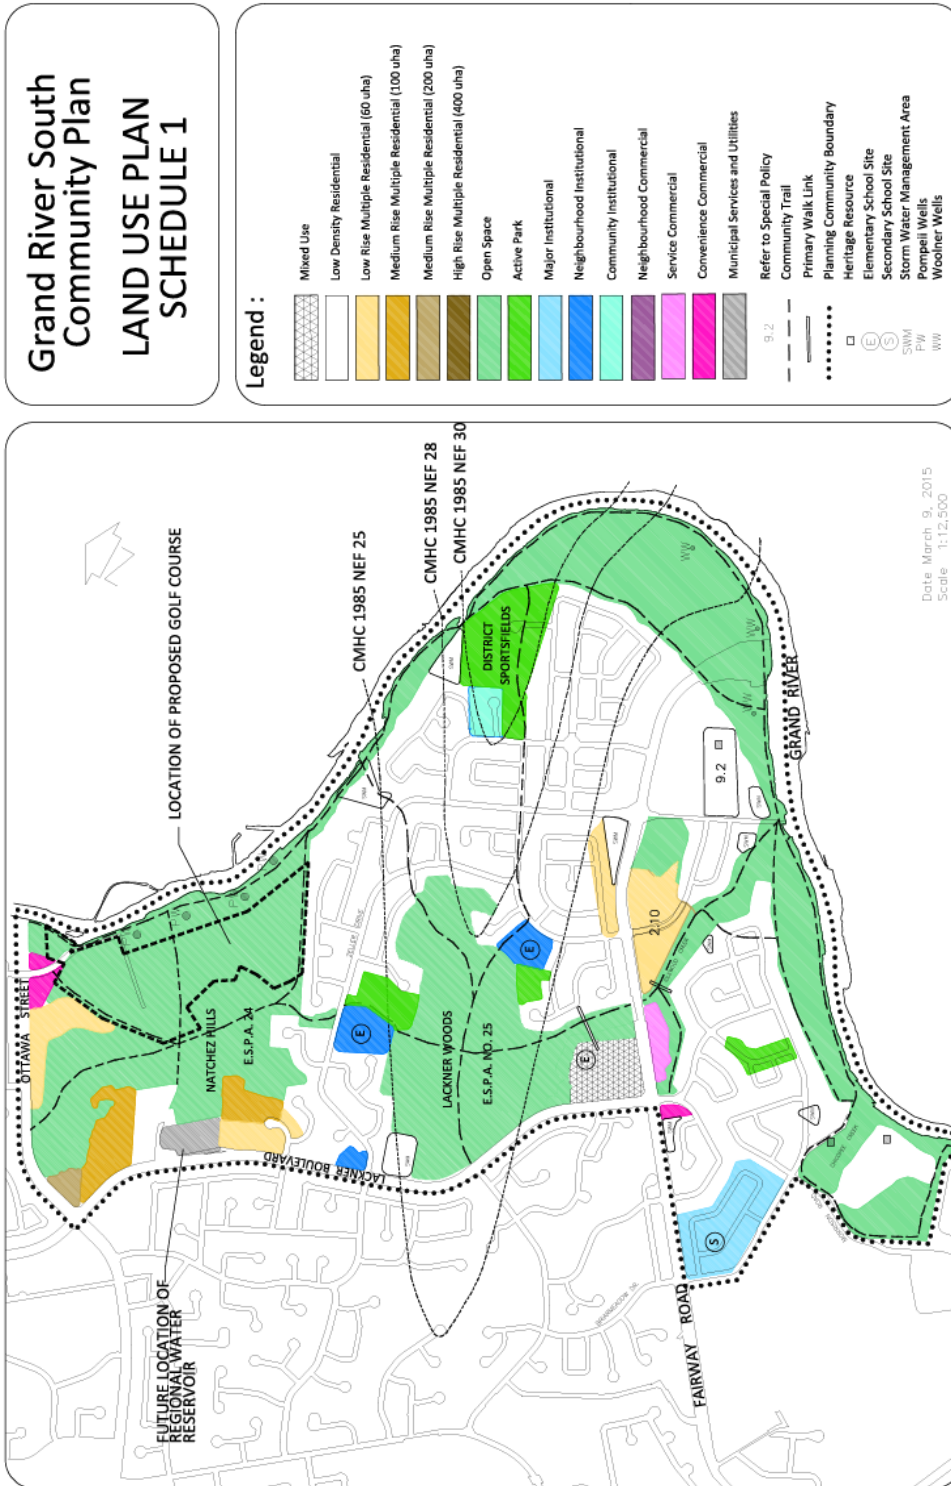 Grand River South
Community Plan
LAND USE PLAN
SCHEDULE 1
Legend :
Mixed Use
Low Density Residential
Low Rise Multiple Residential (60 uha)
Medium Rise Multiple Residential (100 uha)
Medium Rise Multiple Residential (200 uha)
High Rise Multiple Residential (400 uha)
Open Space
Active Park
Major Institutional
Neighbourhood Institutional
Community Institutional
Neighbourhood Commercial
Service Commercial
Convenience Commercial
Municipal Services and Utilities
9.2 Refer to Special Policy
Community Trail
Primary Walk Link
Planning Community Boundary
Heritage Resource
E Elementary School Site
S Secondary School Site
SWM Storm Water Management Area
PW Pompeii Wells
WW Woolner Wells
LOCATION OF PROPOSED GOLF COURSE
CMHC 1985 NEF 25
CMHC 1985 NEF 28
CMHC 1985 NEF 30
OTTAWA STREET
NATCHEZ HILLS
E.S.P.A. 24
LACKNER WOODS
E.S.P.A. NO. 25
DISTRICT
SPORTSFIELDS
SWM
SWM
E
E
E
S
9.2
2.10
WW
WW
WW
GRAND RIVER
LACKNER BOULEVARD
FAIRWAY ROAD
FUTURE LOCATION OF
REGIONAL WATER
RESERVOIR
Date March 9, 2015
Scale 1:12,500